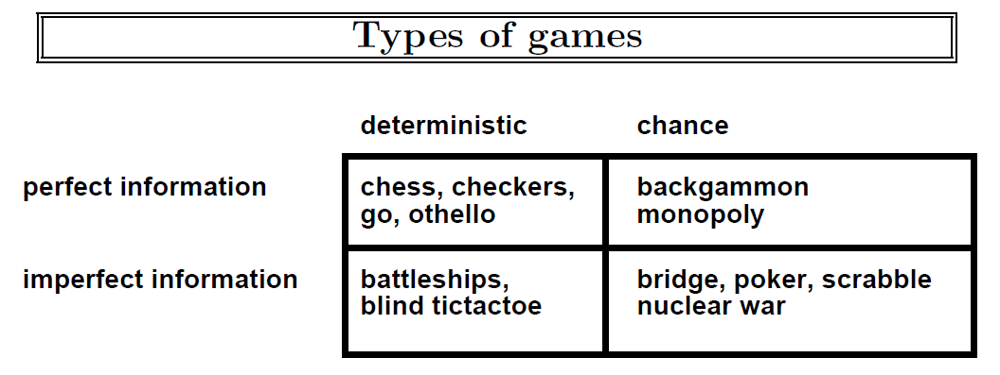 Types of games
deterministic chance
perfect information chess, checkers, backgammon
go, othello monopoly
imperfect information battleships, bridge, poker, scrabble
blind tictactoe nuclear war